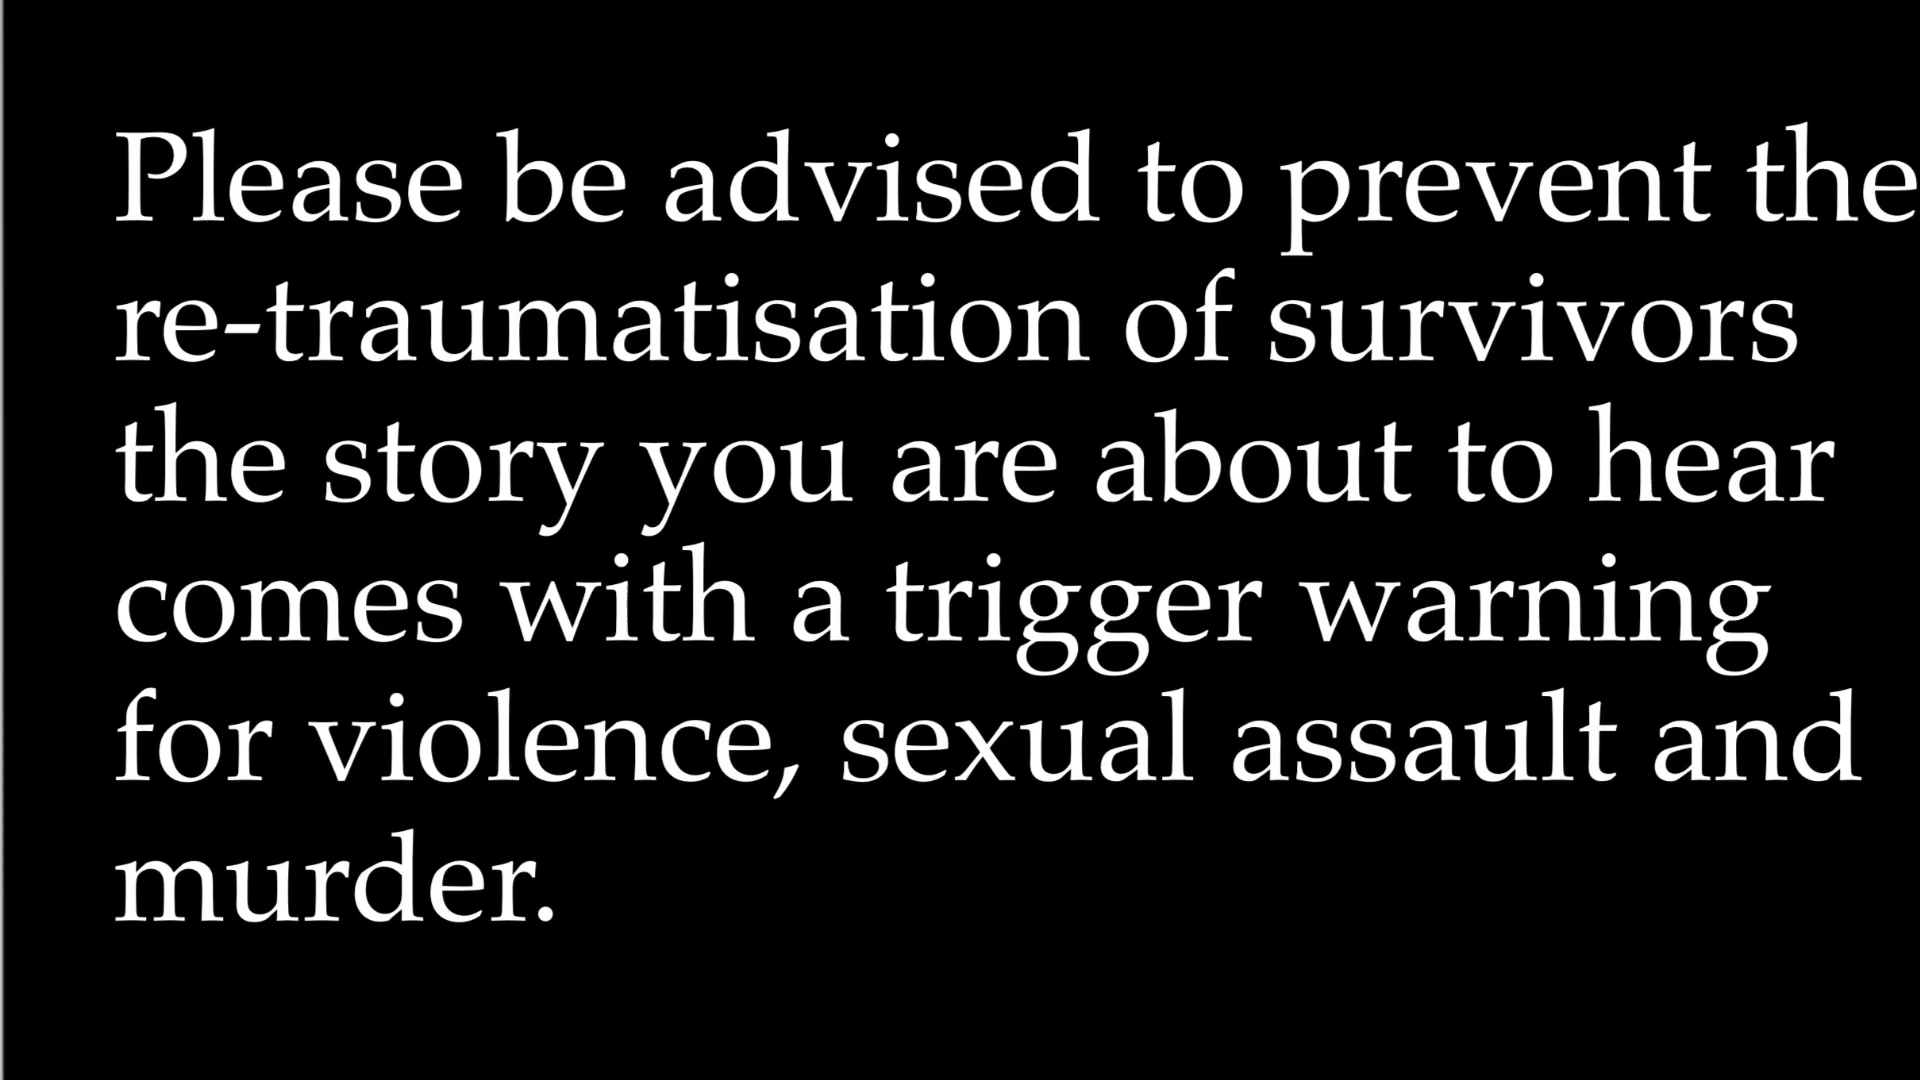 Please be advised to prevent the
re-traumatisation of survivors
the story you are about to hear
comes with a trigger warning
for violence, sexual assault and
murder.